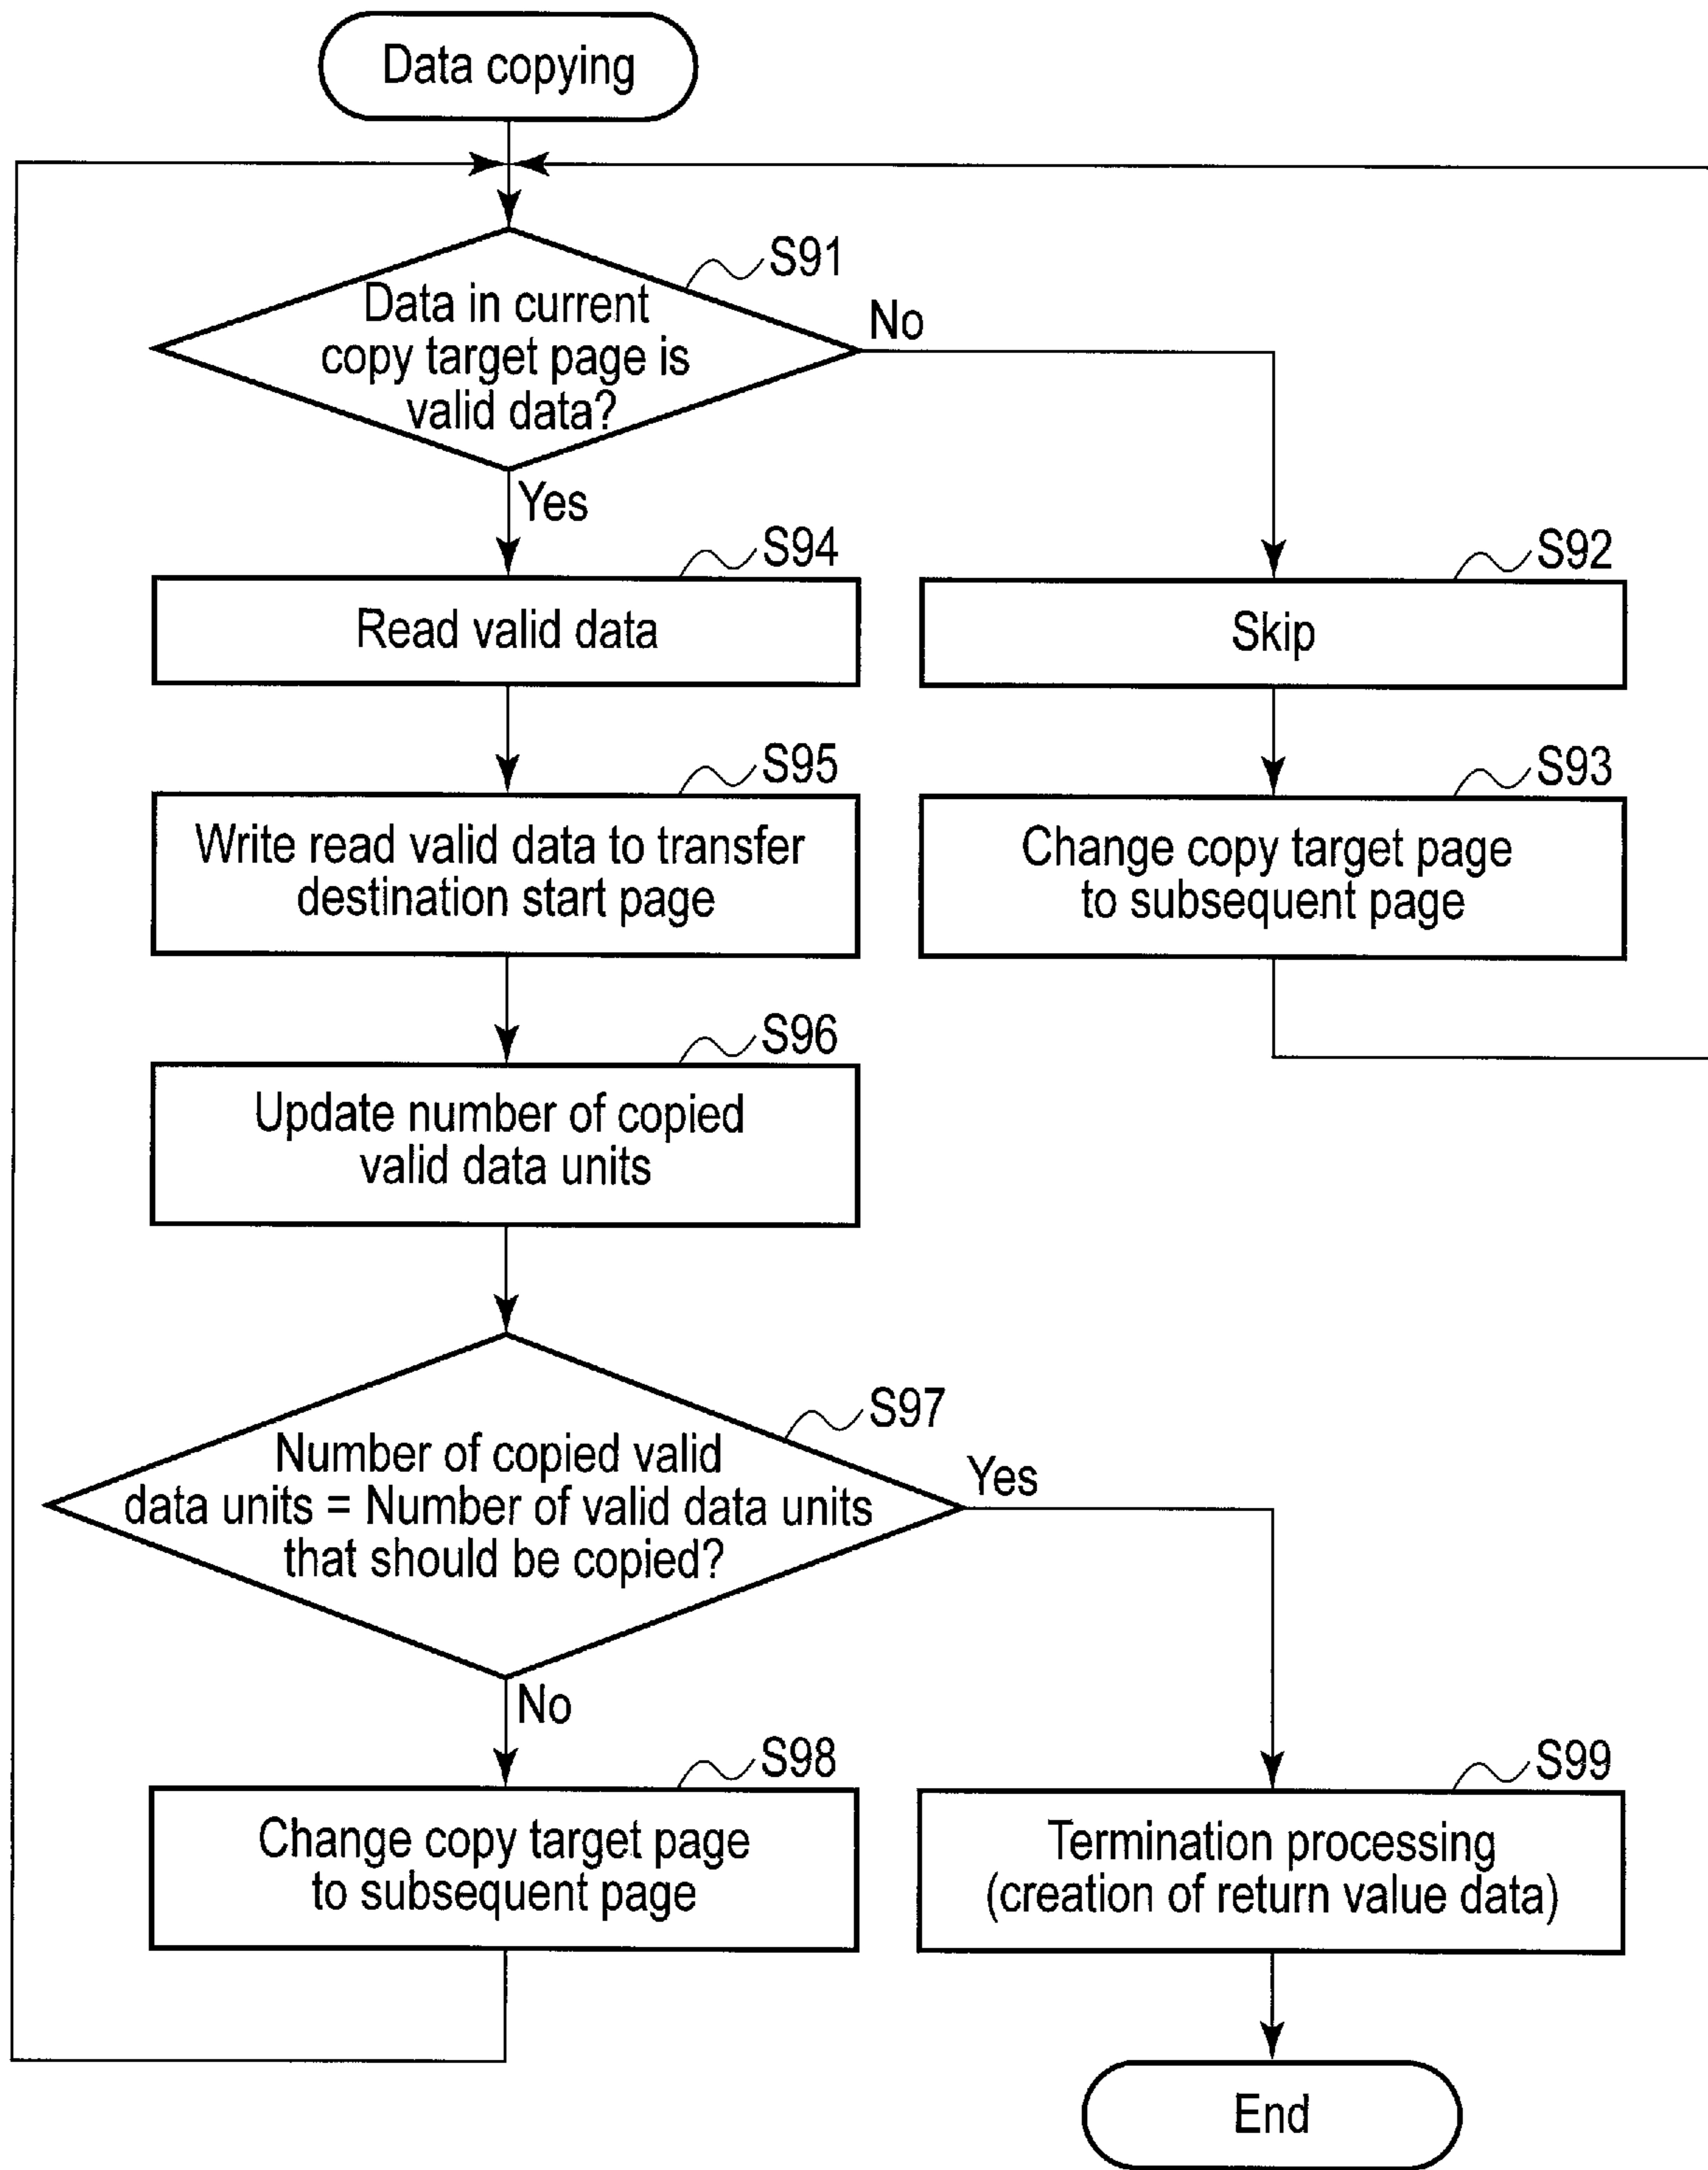 Data copying
S91
Data in current
copy target page is
valid data?
No
Yes
S94
Read valid data
S92
Skip
S95
Write read valid data to transfer
destination start page
S93
Change copy target page
to subsequent page
S96
Update number of copied
valid data units
S97
Number of copied valid
data units = Number of valid data units
that should be copied?
Yes
No
S98
Change copy target page
to subsequent page
S99
Termination processing
(creation of return value data)
End